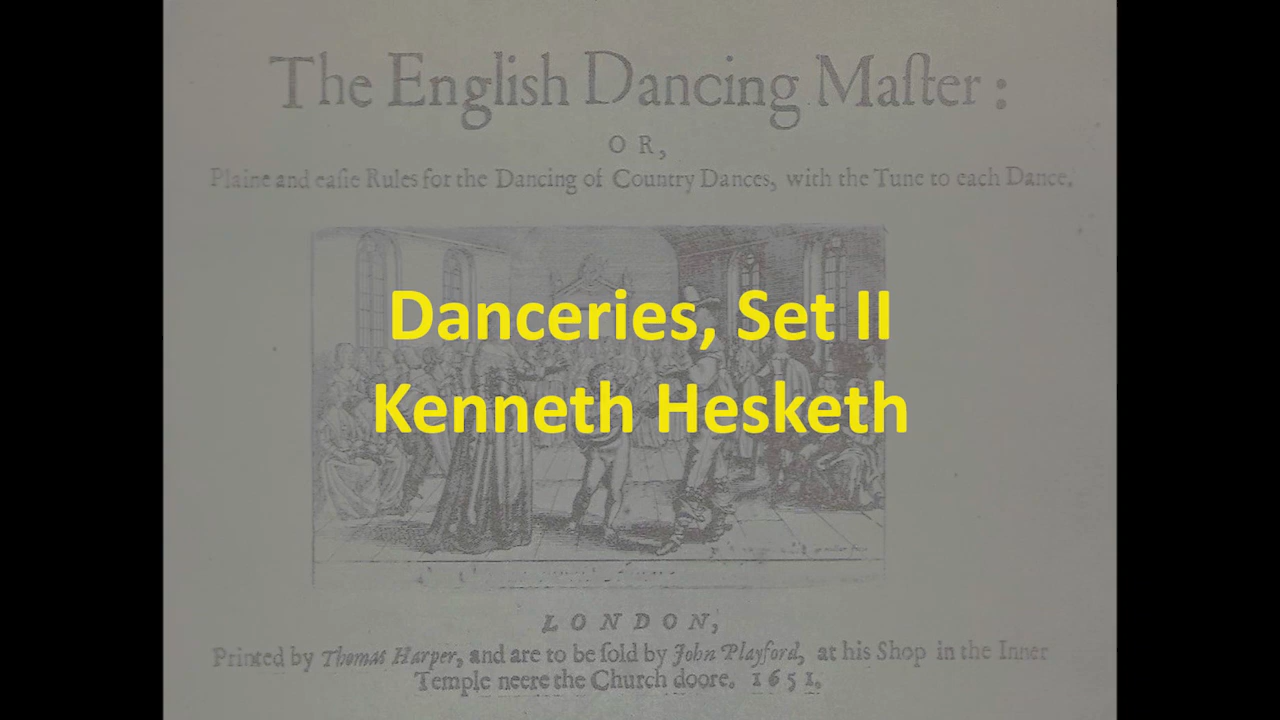 The English Dancing Maſter:
OR,
Plaine and eaſie Rules for the Dancing of Country Dances, with the Tune to each Dance.
Danceries, Set II
Kenneth Hesketh
LONDON,
Printed by Thomas Harper, and are to be ſold by John Playford, at his Shop in the Inner
Temple neere the Church doore. 1651.